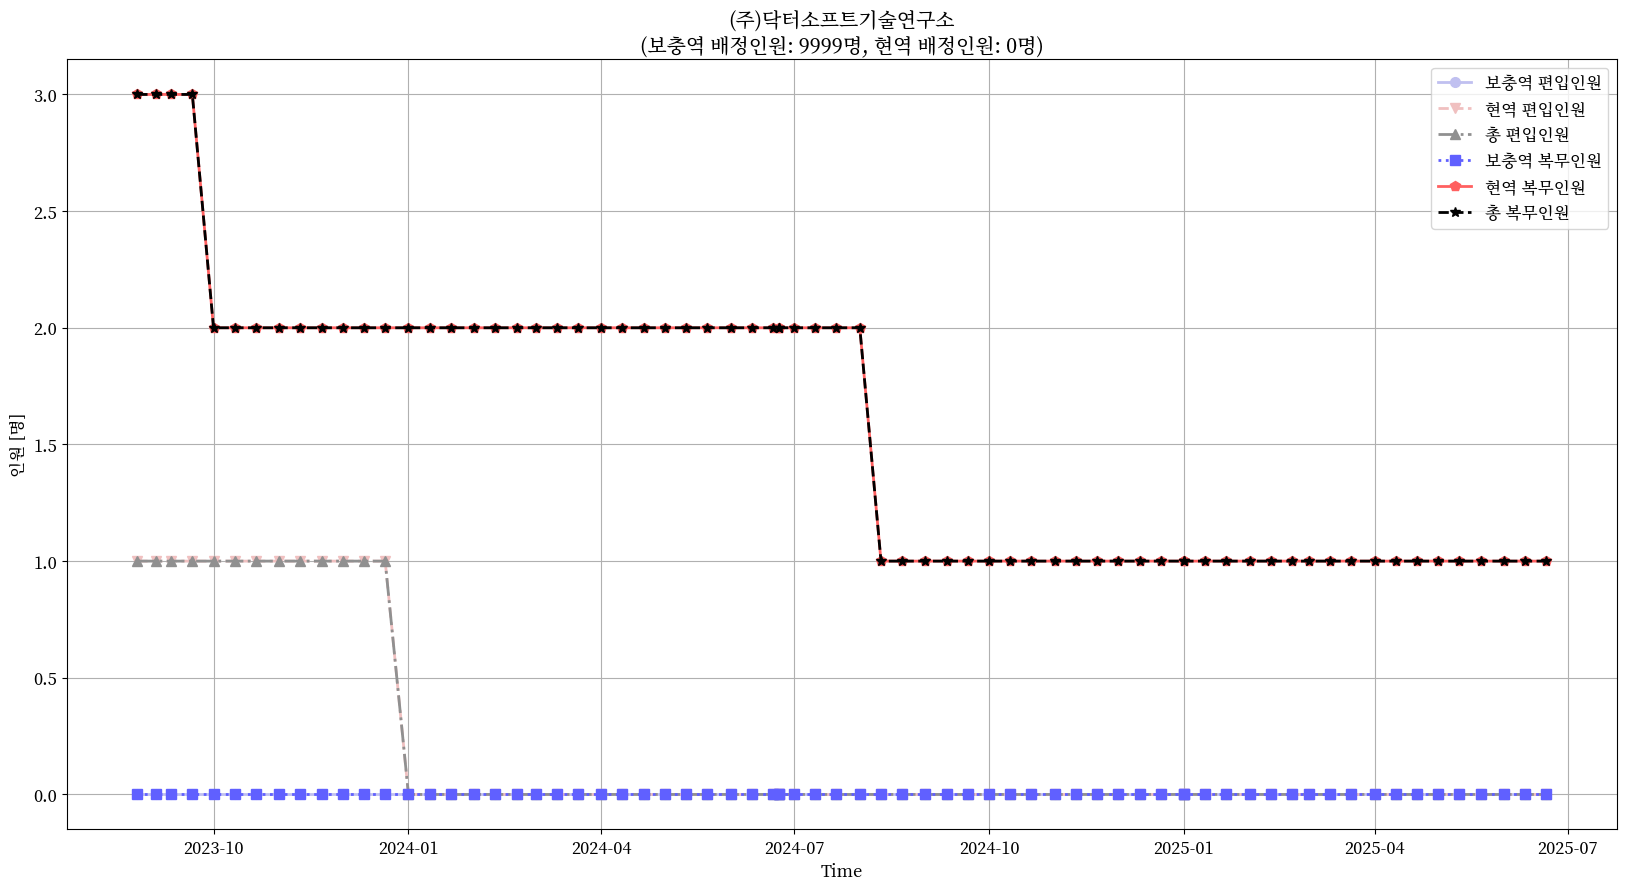 (주)닥터소프트기술연구소
(보충역 배정인원: 9999명, 현역 배정인원: 0명)
보충역 편입인원
현역 편입인원
총 편입인원
보충역 복무인원
현역 복무인원
총 복무인원
인원 [명]
3.0
2.5
2.0
1.5
1.0
0.5
0.0
2023-10
2024-01
2024-04
2024-07
2024-10
2025-01
2025-04
2025-07
Time